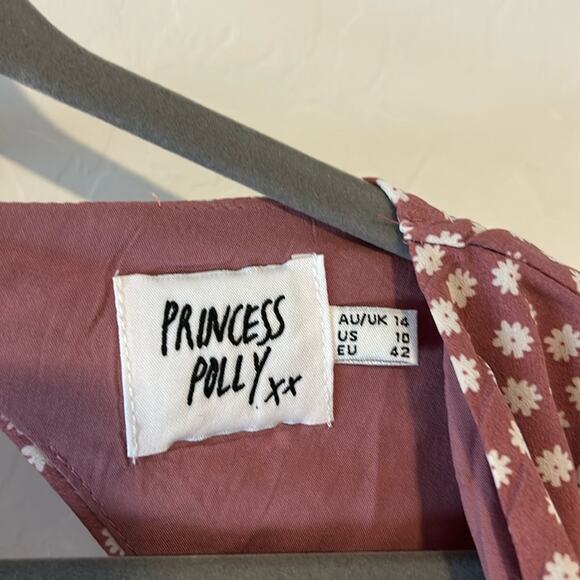 PRINCESS
POLLY xx
AU/UK 14
US 10
EU 42